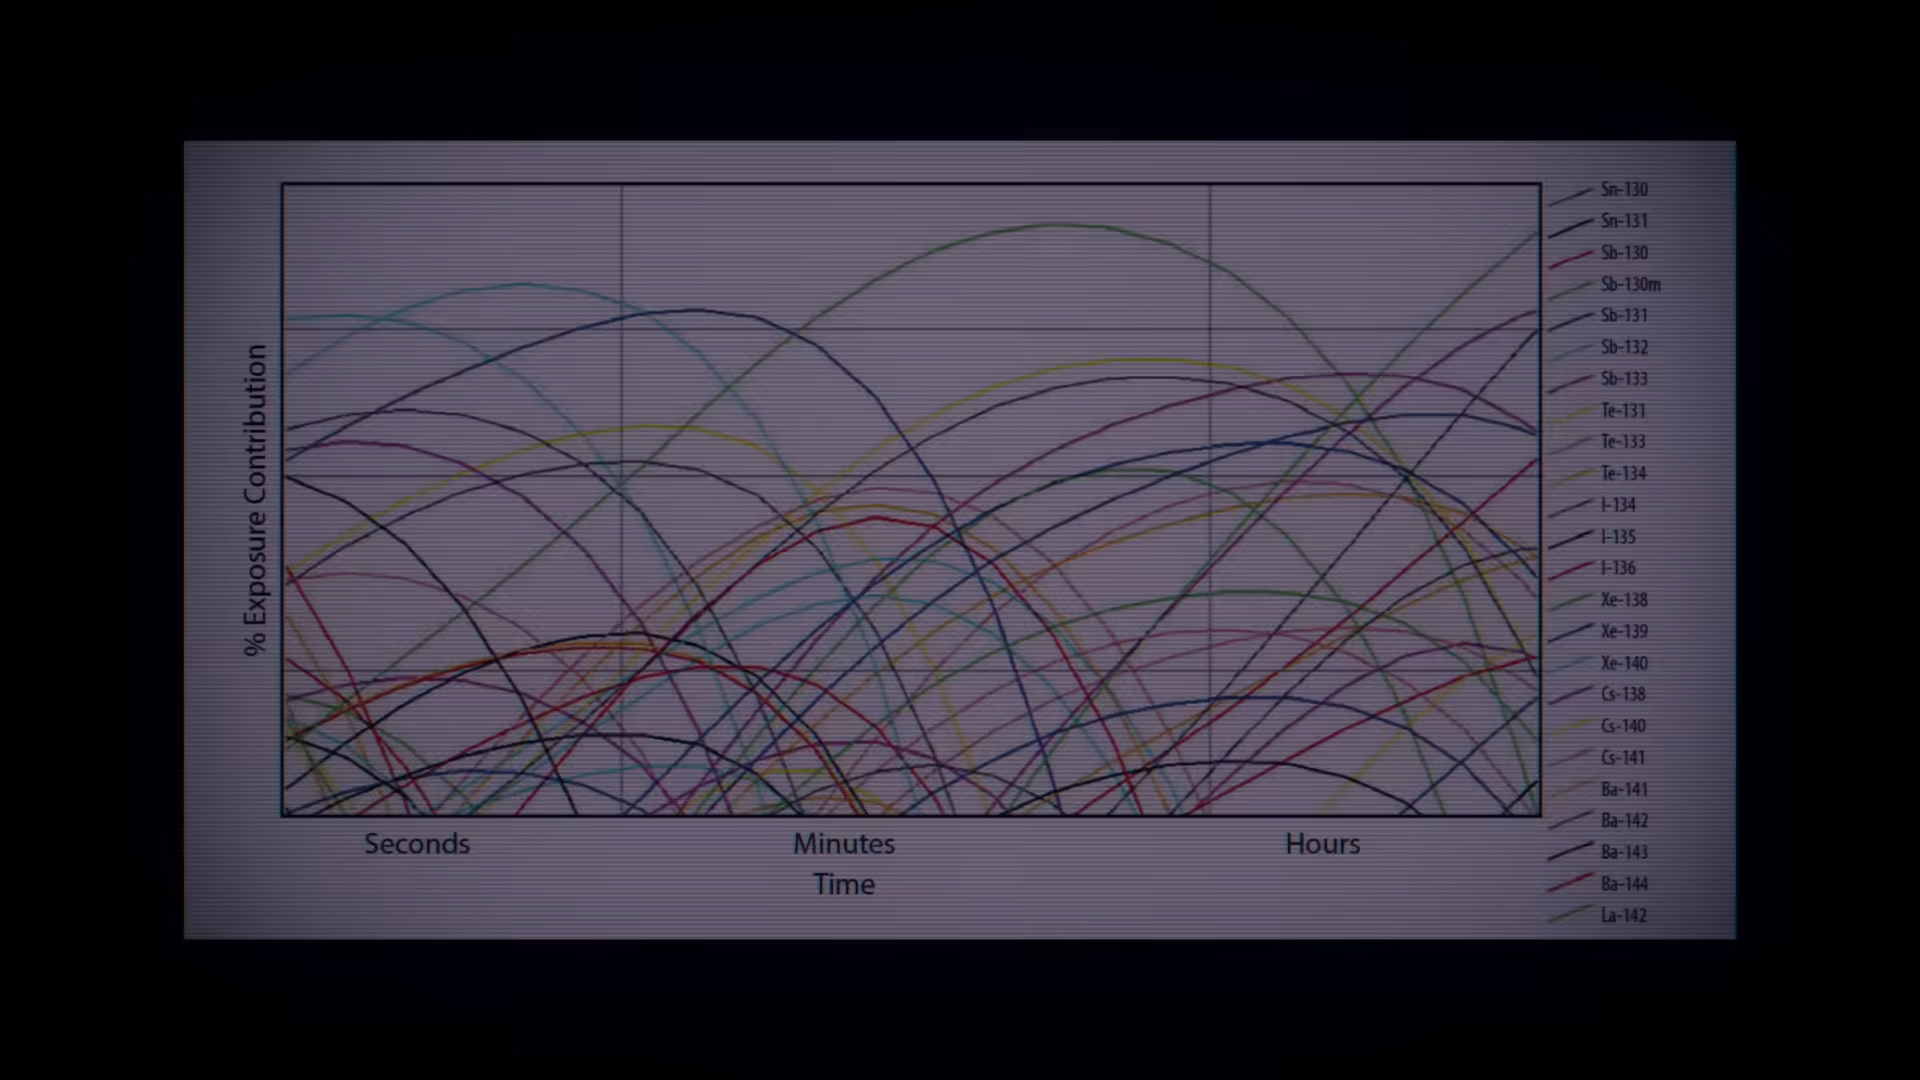 % Exposure Contribution
Seconds
Minutes
Hours
Time
Sn-130
Sn-131
Sb-130
Sb-130m
Sb-131
Sb-132
Sb-133
Te-131
Te-133
Te-134
I-134
I-135
I-136
Xe-138
Xe-139
Xe-140
Cs-138
Cs-140
Cs-141
Ba-141
Ba-142
Ba-143
Ba-144
La-142